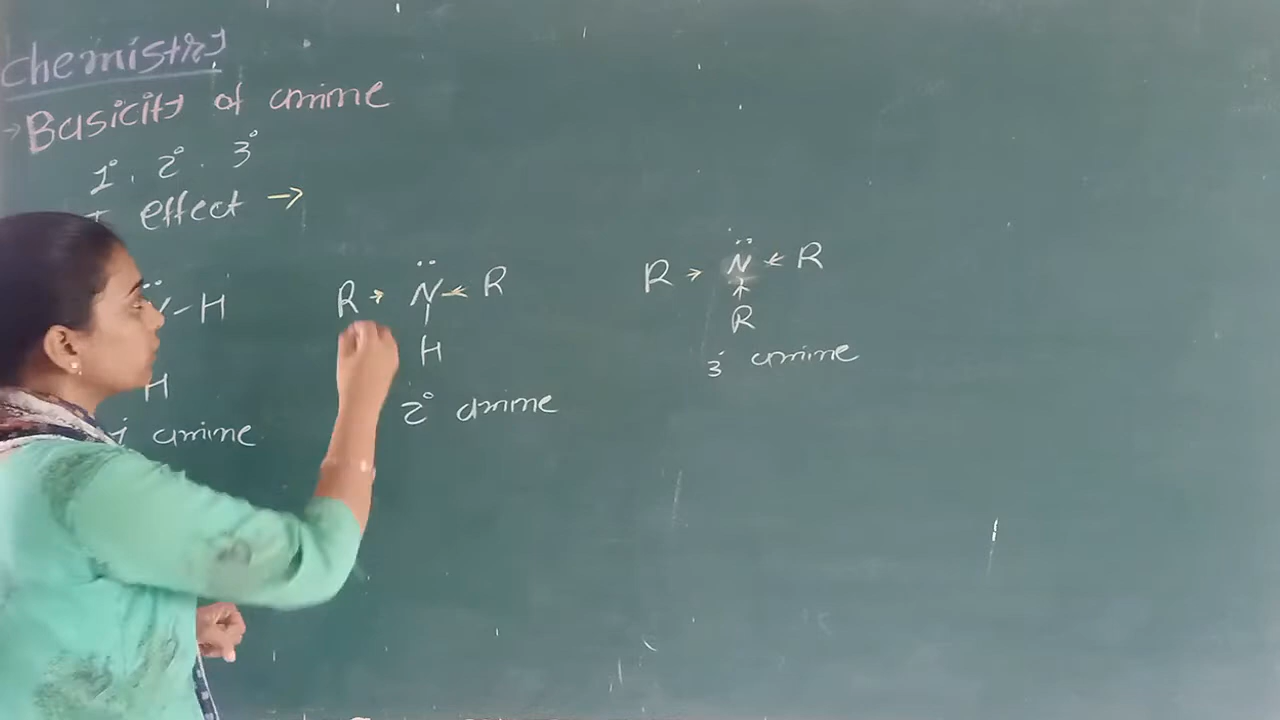 Chemistry
→ Basicity of amine
1°, 2°. 3°
effect →
N̈ - H
H
amine
R → N̈ ← R
H
2° amine
R → N̈ ← R
R
3° amine